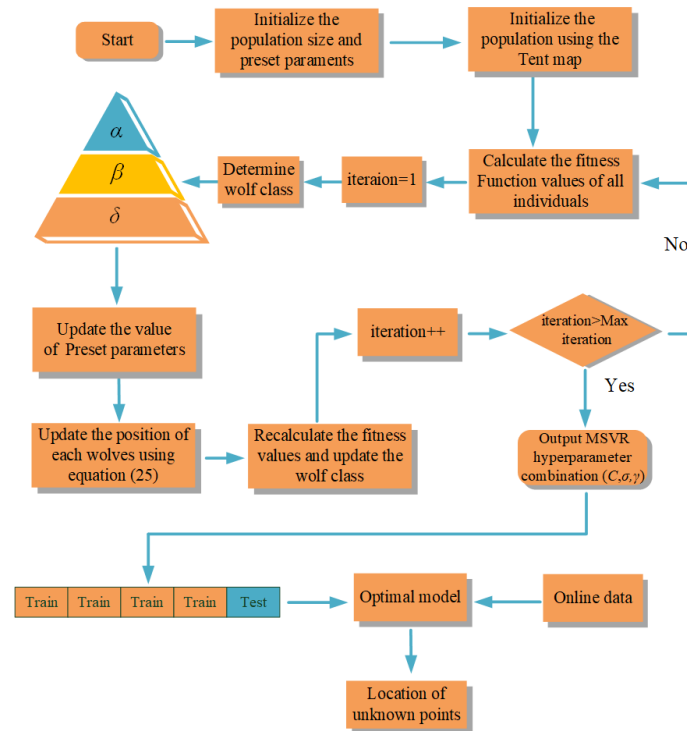 Start
Initialize the
population size and
preset paraments
Initialize the
population using the
Tent map
α
β
δ
Determine
wolf class
iteraion=1
Calculate the fitness
Function values of all
individuals
No
Update the value
of Preset parameters
iteration++
iteration>Max
iteration
Yes
Update the position of
each wolves using
equation (25)
Recalculate the fitness
values and update the
wolf class
Output MSVR
hyperparameter
combination (C,σ,γ)
Train Train Train Train Test
Optimal model
Online data
Location of
unknown points